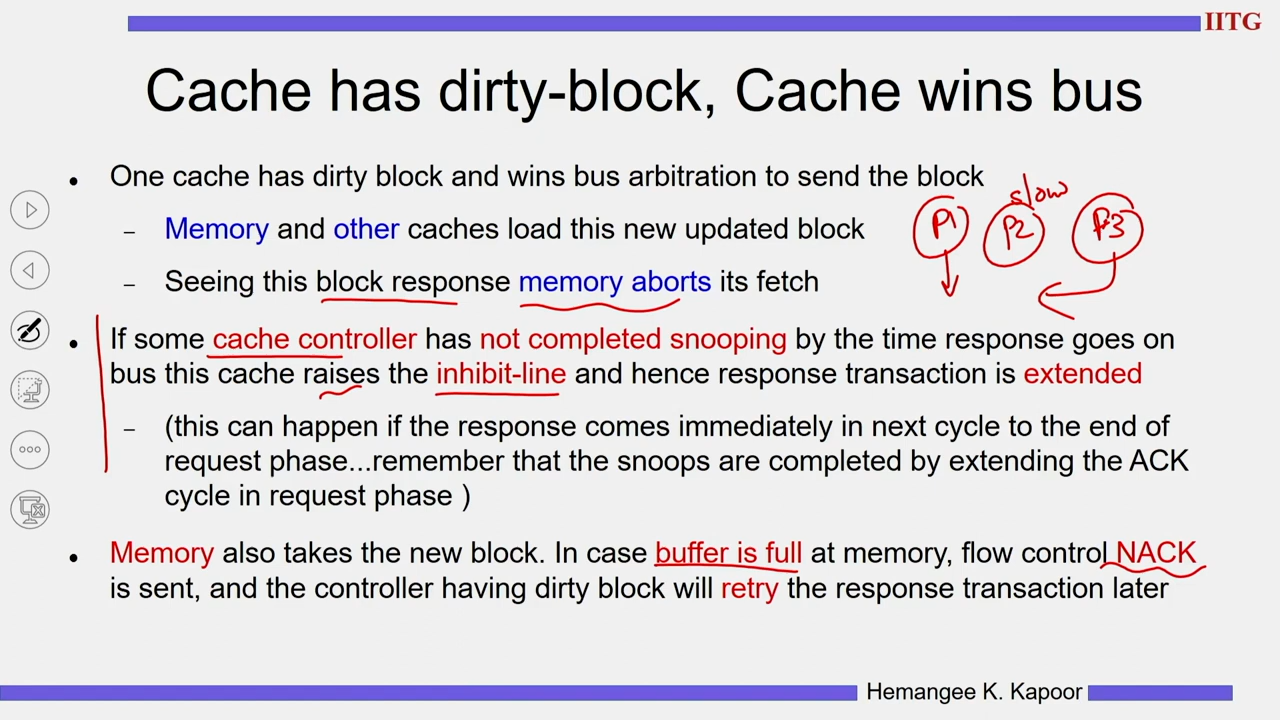 IITG
Cache has dirty-block, Cache wins bus
• One cache has dirty block and wins bus arbitration to send the block
slow
P1 P2 P3
– Memory and other caches load this new updated block
– Seeing this block response memory aborts its fetch
• If some cache controller has not completed snooping by the time response goes on
bus this cache raises the inhibit-line and hence response transaction is extended
– (this can happen if the response comes immediately in next cycle to the end of
request phase...remember that the snoops are completed by extending the ACK
cycle in request phase )
• Memory also takes the new block. In case buffer is full at memory, flow control NACK
is sent, and the controller having dirty block will retry the response transaction later
Hemangee K. Kapoor